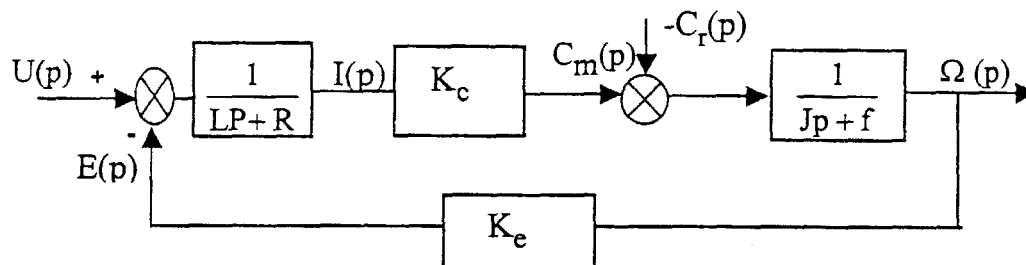 -C_r(p)
U(p) +
1
LP+ R
I(p)
K_c
C_m(p)
1
Jp + f
Ω (p)
-
E(p)
K_e